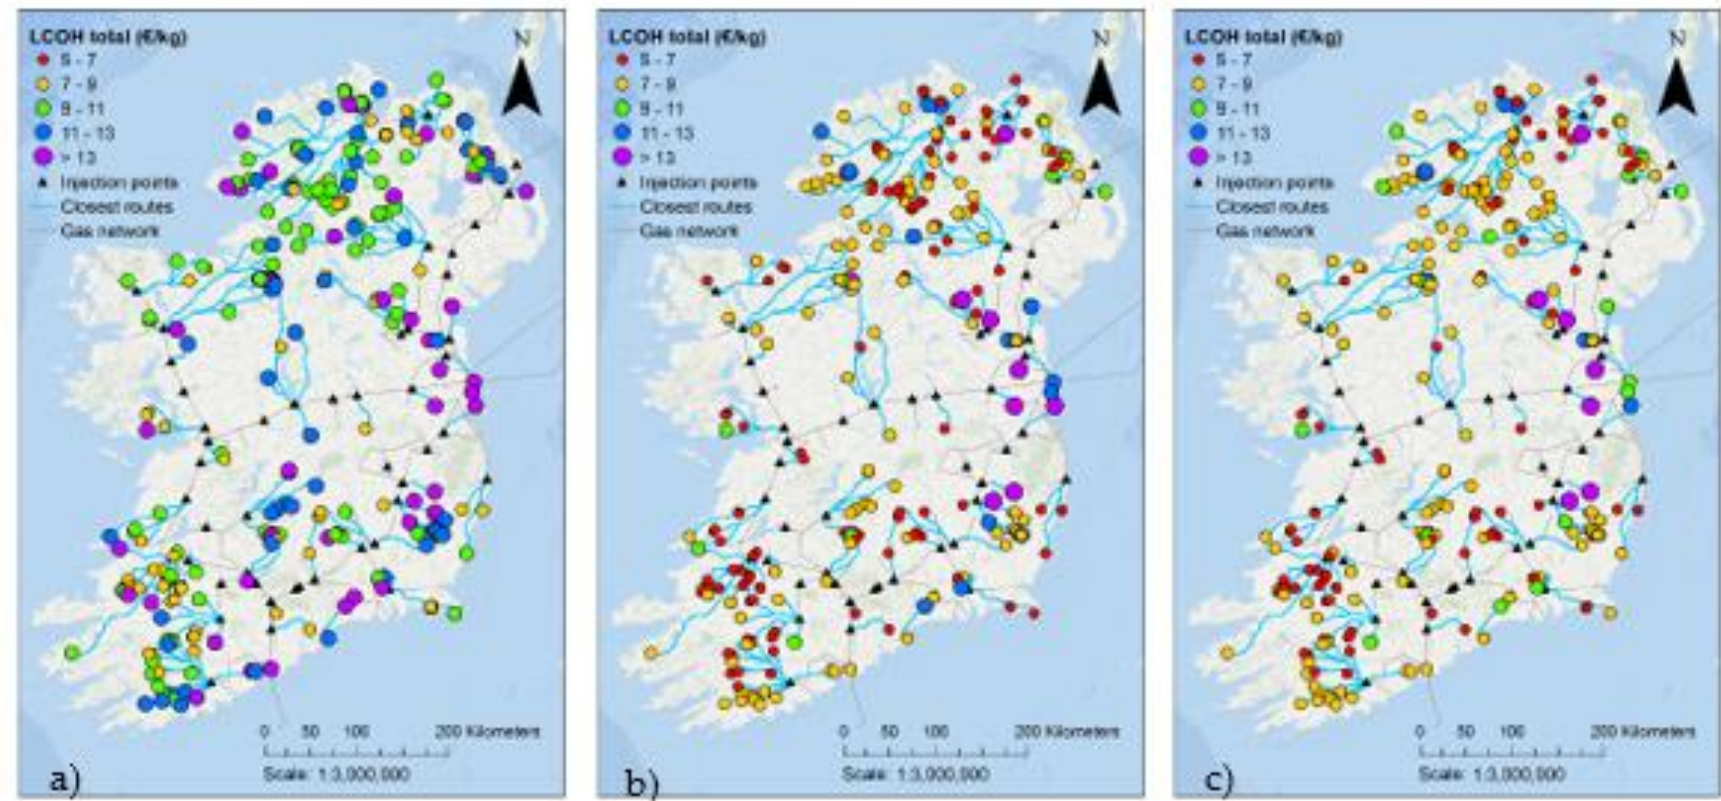 LCOH total (€/kg)
5 - 7
7 - 9
9 - 11
11 - 13
> 13
Injection points
Closest routes
Gas network
N
0 50 100 200 Kilometers
Scale: 1:3,000,000
a)
LCOH total (€/kg)
5 - 7
7 - 9
9 - 11
11 - 13
> 13
Injection points
Closest routes
Gas network
N
0 50 100 200 Kilometers
Scale: 1:3,000,000
b)
LCOH total (€/kg)
5 - 7
7 - 9
9 - 11
11 - 13
> 13
Injection points
Closest routes
Gas network
N
0 50 100 200 Kilometers
Scale: 1:3,000,000
c)